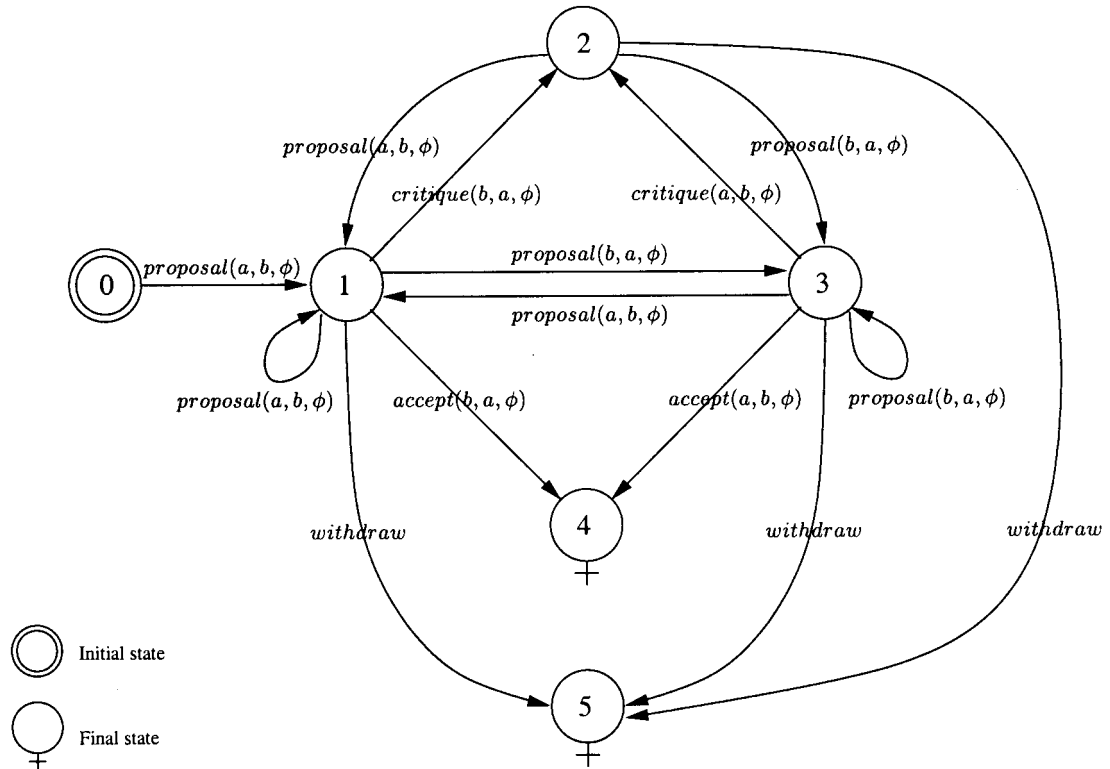 2
proposal(a, b, ϕ)
proposal(b, a, ϕ)
critique(b, a, ϕ)
critique(a, b, ϕ)
0
proposal(a, b, ϕ)
1
proposal(b, a, ϕ)
3
proposal(a, b, ϕ)
proposal(a, b, ϕ)
accept(b, a, ϕ)
accept(a, b, ϕ)
proposal(b, a, ϕ)
4
withdraw
withdraw
withdraw
Initial state
5
Final state